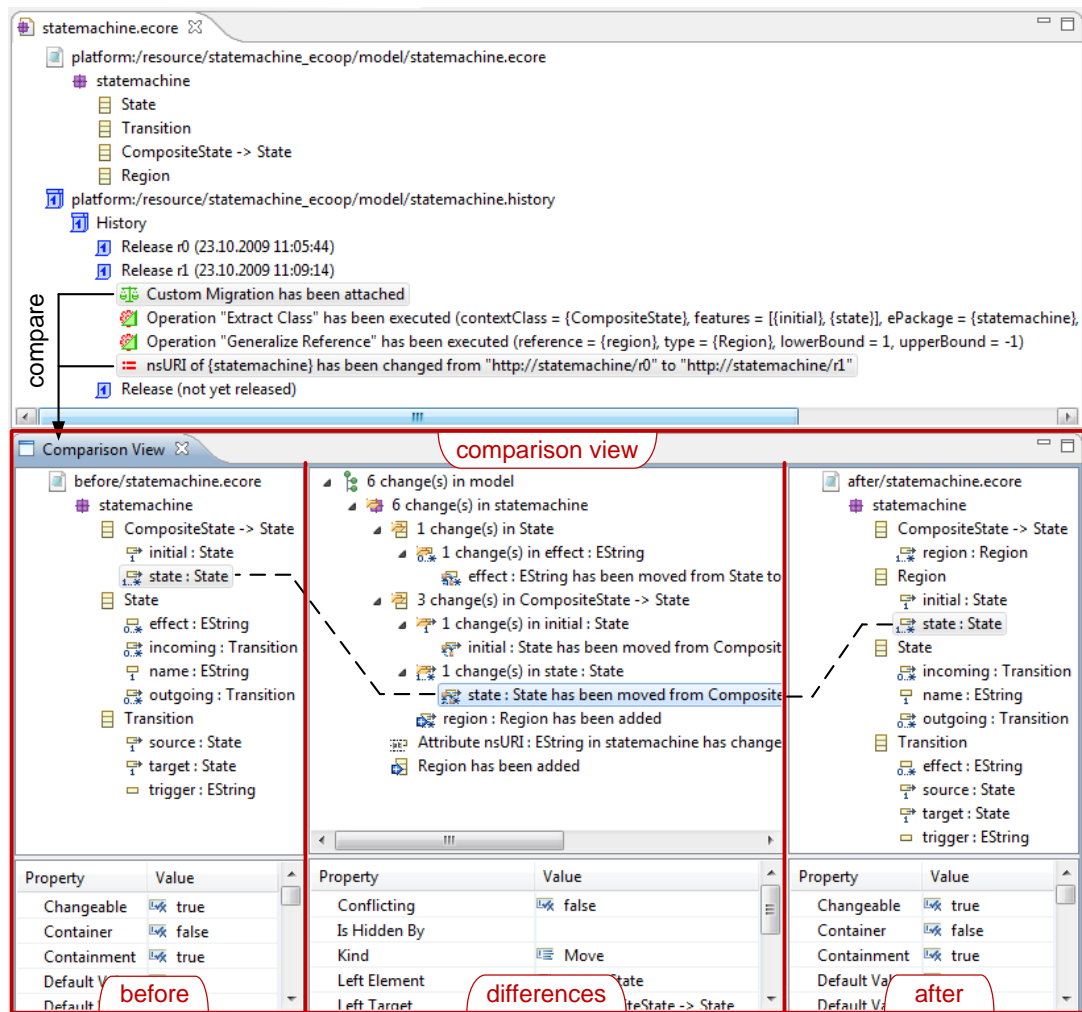 statemachine.ecore
platform:/resource/statemachine_ecoop/model/statemachine.ecore
statemachine
State
Transition
CompositeState -> State
Region
platform:/resource/statemachine_ecoop/model/statemachine.history
History
Release r0 (23.10.2009 11:05:44)
Release r1 (23.10.2009 11:09:14)
Custom Migration has been attached
Operation "Extract Class" has been executed (contextClass = {CompositeState}, features = [{initial}, {state}], ePackage = {statemachine},
Operation "Generalize Reference" has been executed (reference = {region}, type = {Region}, lowerBound = 1, upperBound = -1)
nsURI of {statemachine} has been changed from "http://statemachine/r0" to "http://statemachine/r1"
Release (not yet released)
compare
Comparison View
comparison view
before/statemachine.ecore
statemachine
CompositeState -> State
initial : State
state : State
State
effect : EString
incoming : Transition
name : EString
outgoing : Transition
Transition
source : State
target : State
trigger : EString
6 change(s) in model
6 change(s) in statemachine
1 change(s) in State
1 change(s) in effect : EString
effect : EString has been moved from State to
3 change(s) in CompositeState -> State
1 change(s) in initial : State
initial : State has been moved from Composit
1 change(s) in state : State
state : State has been moved from Composite
region : Region has been added
Attribute nsURI : EString in statemachine has change
Region has been added
after/statemachine.ecore
statemachine
CompositeState -> State
1..* region : Region
Region
initial : State
state : State
State
incoming : Transition
name : EString
outgoing : Transition
Transition
effect : EString
source : State
target : State
trigger : EString
Property Value
Changeable true
Container false
Containment true
Default V
before
Property Value
Conflicting false
Is Hidden By
Kind Move
Left Element tate
Left Target siteState -> State
differences
Property Value
Changeable true
Container false
Containment true
Default Val
Default Va
after